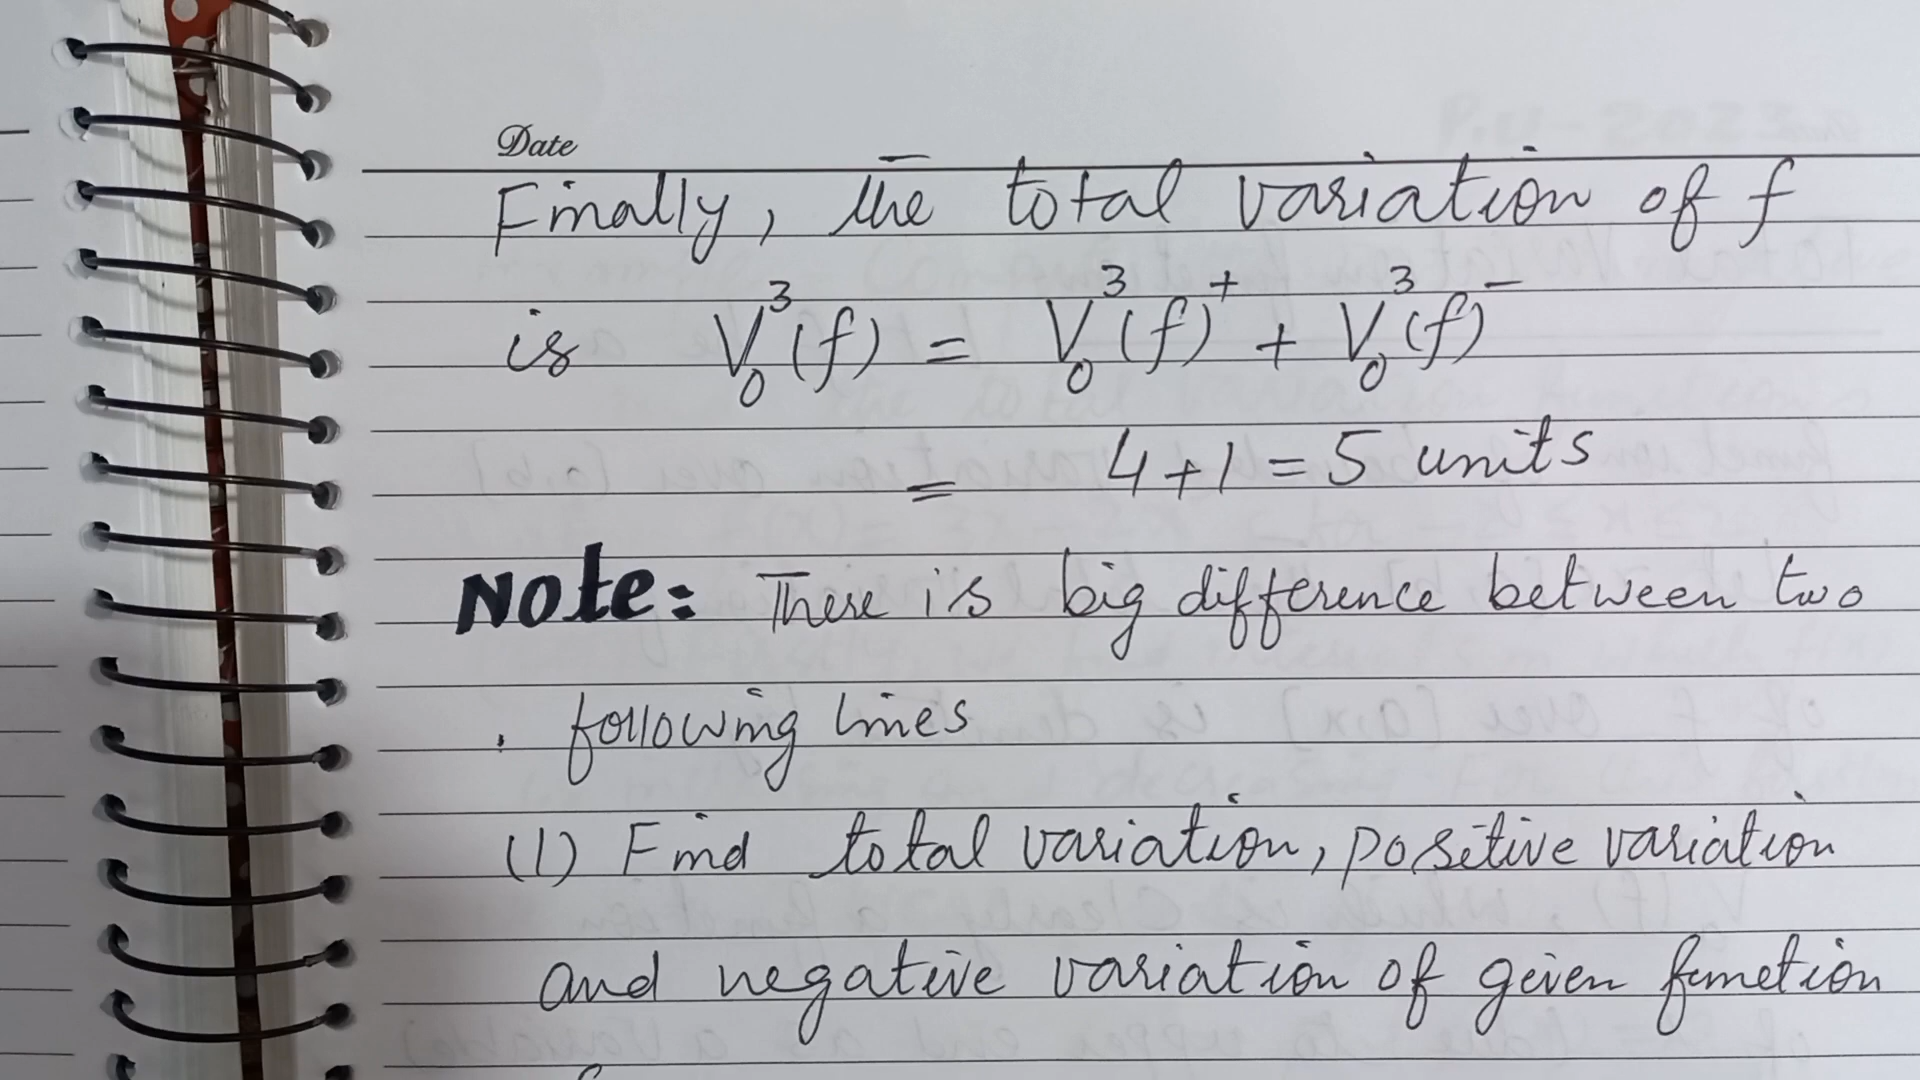 Date
Finally, the total variation of f
is V₀³(f) = V₀³(f)⁺ + V₀³(f)⁻
= 4+1 = 5 units
Note: There is big difference between two
following lines
(1) Find total variation, positive variation
and negative variation of given function